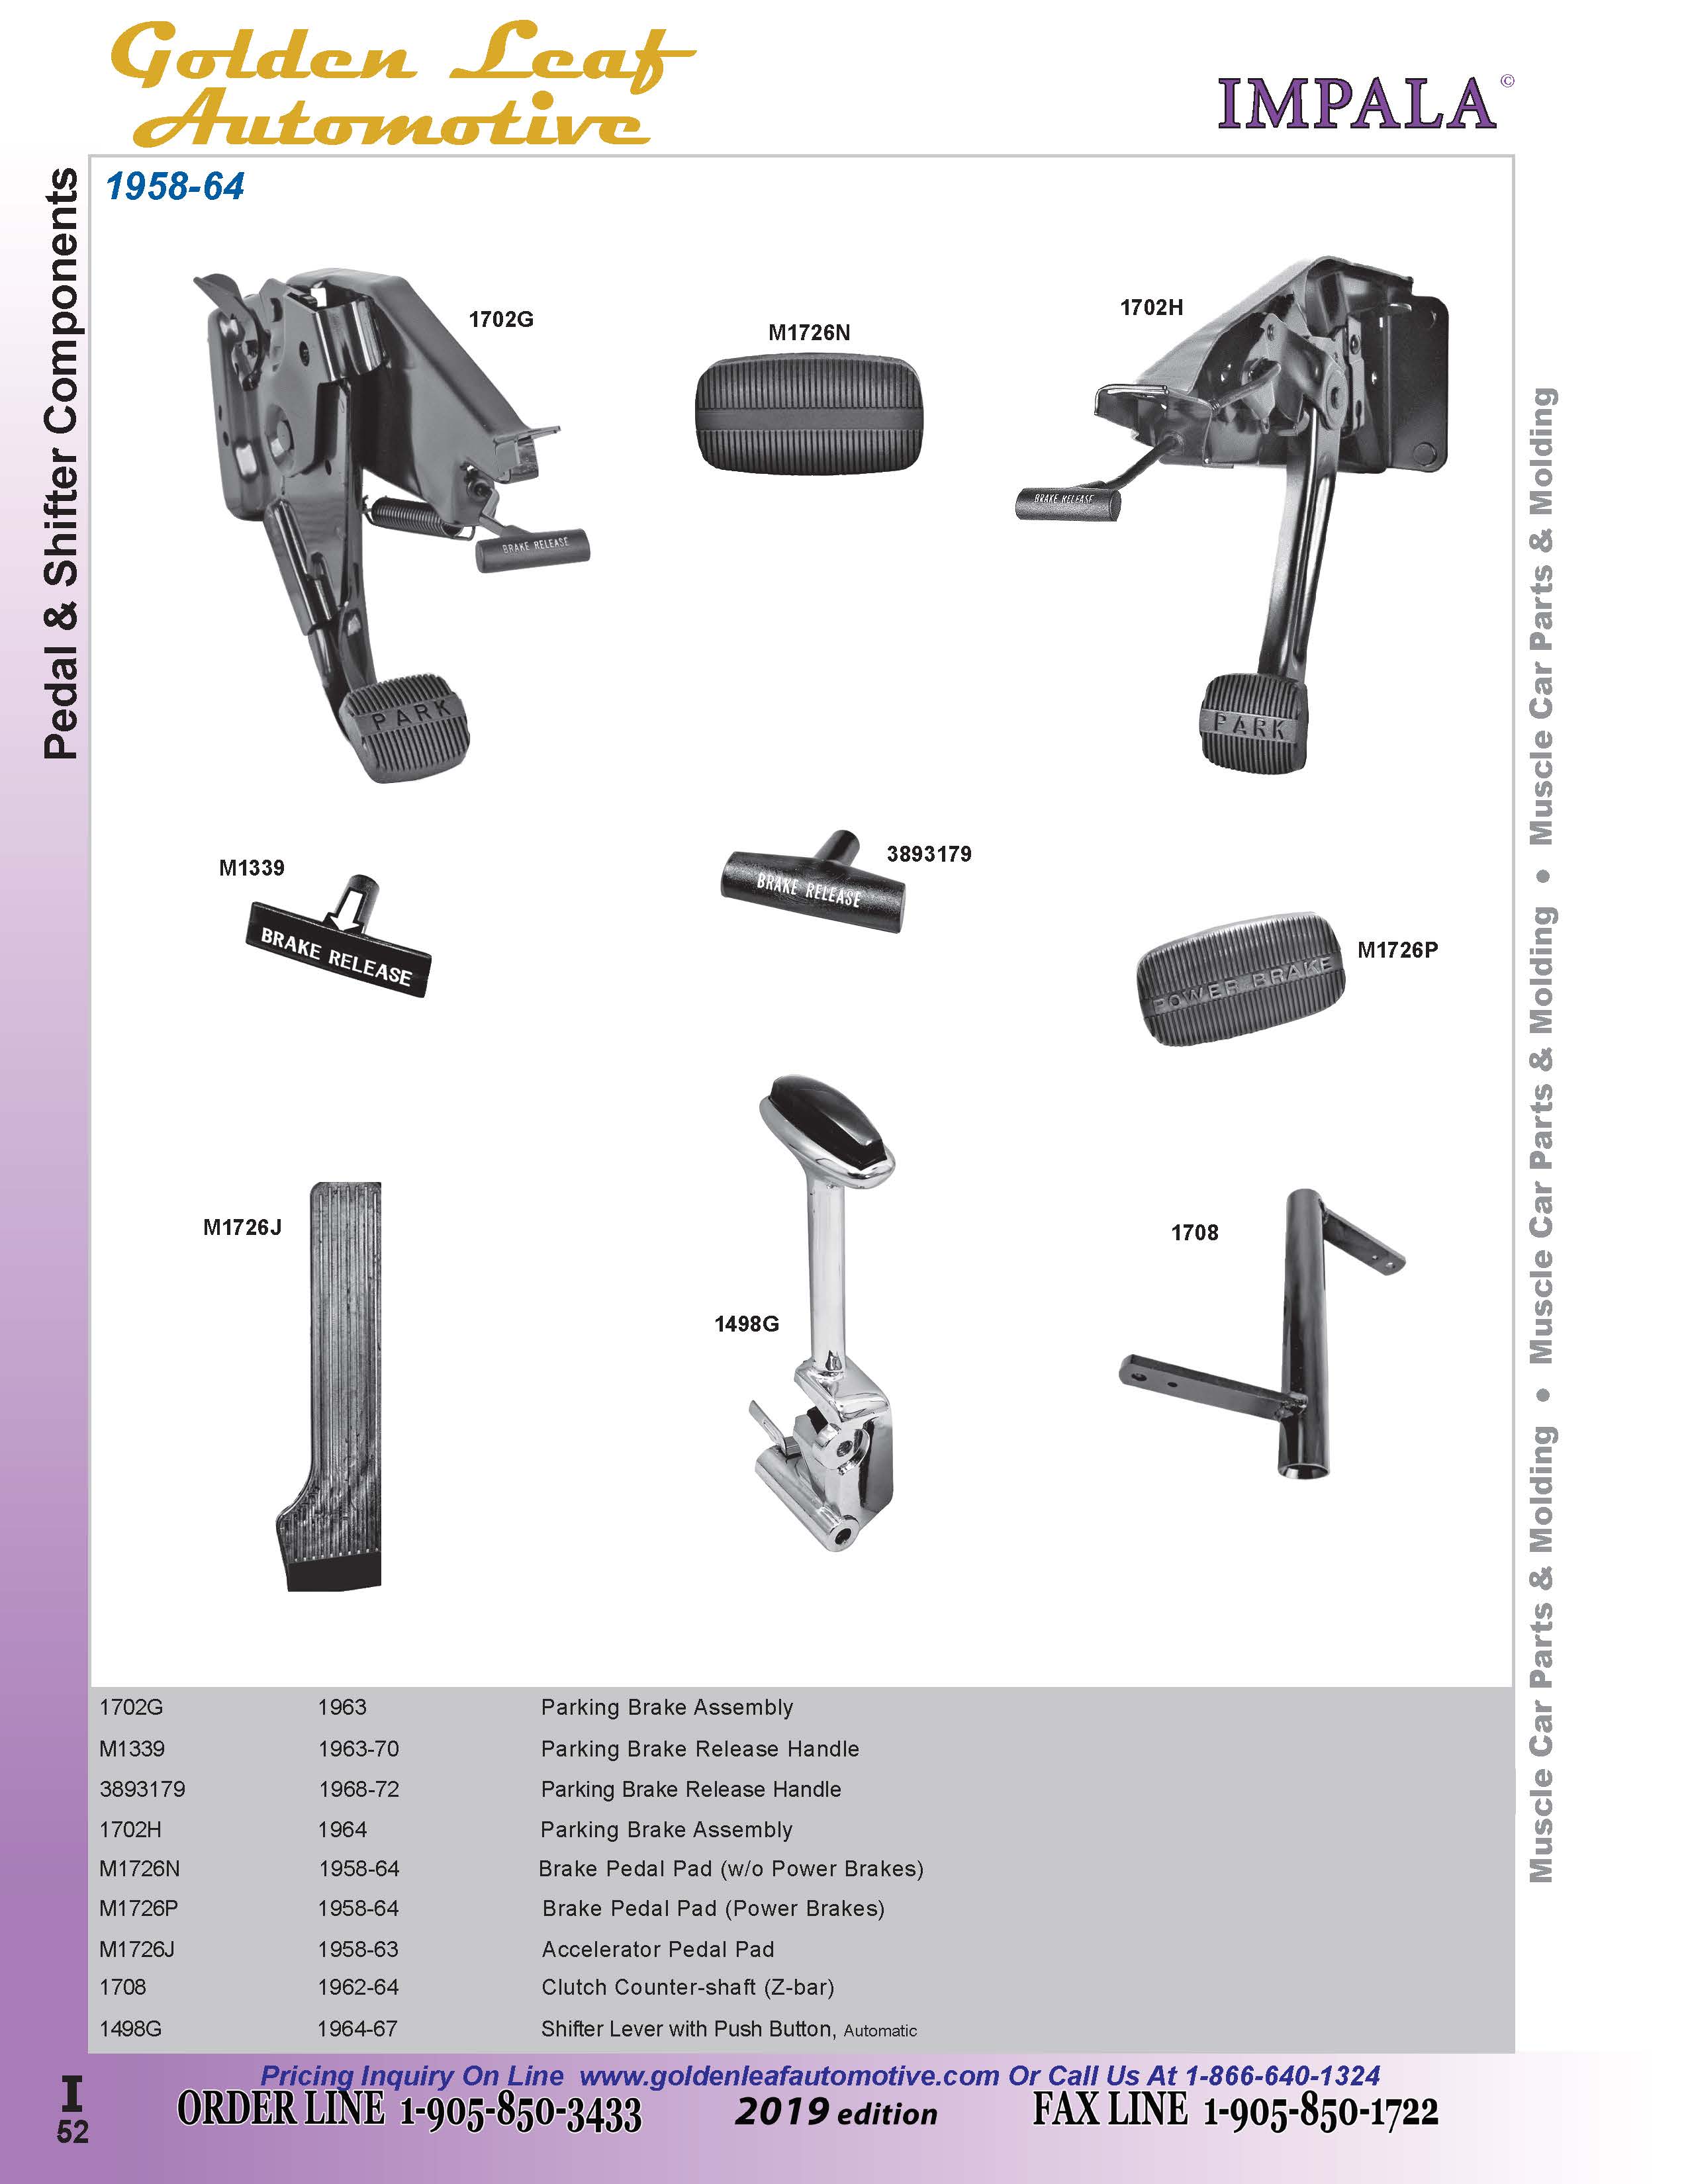 Golden Leaf
Automotive
IMPALA©
Pedal & Shifter Components
1958-64
1702G
M1726N
1702H
BRAKE RELEASE
BRAKE RELEASE
PARK
PARK
M1339
BRAKE RELEASE
3893179
BRAKE RELEASE
M1726P
POWER BRAKE
M1726J
1498G
1708
Muscle Car Parts & Molding • Muscle Car Parts & Molding • Muscle Car Parts & Molding
1702G 1963 Parking Brake Assembly
M1339 1963-70 Parking Brake Release Handle
3893179 1968-72 Parking Brake Release Handle
1702H 1964 Parking Brake Assembly
M1726N 1958-64 Brake Pedal Pad (w/o Power Brakes)
M1726P 1958-64 Brake Pedal Pad (Power Brakes)
M1726J 1958-63 Accelerator Pedal Pad
1708 1962-64 Clutch Counter-shaft (Z-bar)
1498G 1964-67 Shifter Lever with Push Button, Automatic
Pricing Inquiry On Line www.goldenleafautomotive.com Or Call Us At 1-866-640-1324
ORDER LINE 1-905-850-3433 2019 edition FAX LINE 1-905-850-1722
I
52